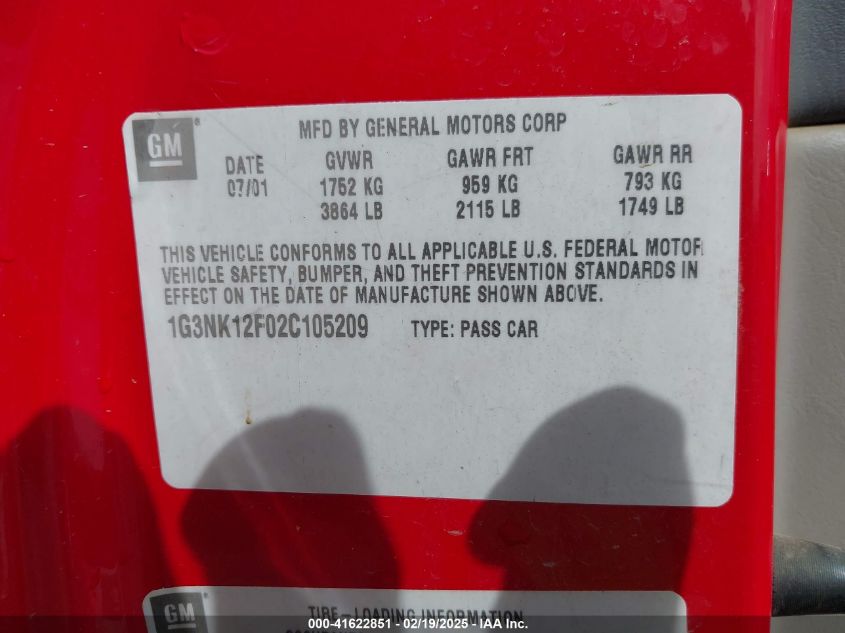 GM
MFD BY GENERAL MOTORS CORP
DATE GVWR GAWR FRT GAWR RR
07/01 1752 KG 959 KG 793 KG
3864 LB 2115 LB 1749 LB
THIS VEHICLE CONFORMS TO ALL APPLICABLE U.S. FEDERAL MOTOR
VEHICLE SAFETY, BUMPER, AND THEFT PREVENTION STANDARDS IN
EFFECT ON THE DATE OF MANUFACTURE SHOWN ABOVE.
1G3NK12F02C105209 TYPE: PASS CAR
GM
TIRE-LOADING INFORMATION
000-41622851 - 02/19/2025 - IAA Inc.